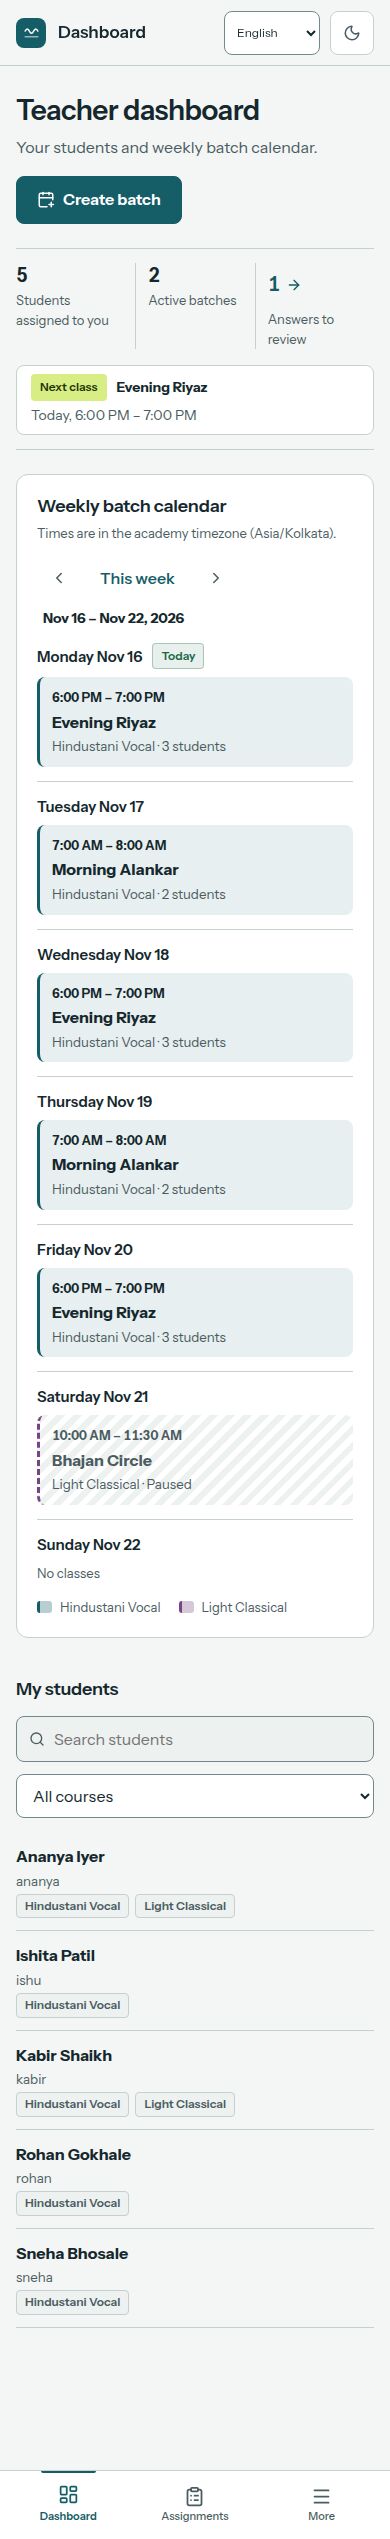 Dashboard
English
Teacher dashboard
Your students and weekly batch calendar.
Create batch
5
Students
assigned to you
2
Active batches
1 →
Answers to
review
Next class Evening Riyaz
Today, 6:00 PM – 7:00 PM
Weekly batch calendar
Times are in the academy timezone (Asia/Kolkata).
This week
Nov 16 – Nov 22, 2026
Monday Nov 16 Today
6:00 PM – 7:00 PM
Evening Riyaz
Hindustani Vocal · 3 students
Tuesday Nov 17
7:00 AM – 8:00 AM
Morning Alankar
Hindustani Vocal · 2 students
Wednesday Nov 18
6:00 PM – 7:00 PM
Evening Riyaz
Hindustani Vocal · 3 students
Thursday Nov 19
7:00 AM – 8:00 AM
Morning Alankar
Hindustani Vocal · 2 students
Friday Nov 20
6:00 PM – 7:00 PM
Evening Riyaz
Hindustani Vocal · 3 students
Saturday Nov 21
10:00 AM – 11:30 AM
Bhajan Circle
Light Classical · Paused
Sunday Nov 22
No classes
Hindustani Vocal Light Classical
My students
Search students
All courses
Ananya Iyer
ananya
Hindustani Vocal Light Classical
Ishita Patil
ishu
Hindustani Vocal
Kabir Shaikh
kabir
Hindustani Vocal Light Classical
Rohan Gokhale
rohan
Hindustani Vocal
Sneha Bhosale
sneha
Hindustani Vocal
Dashboard Assignments More